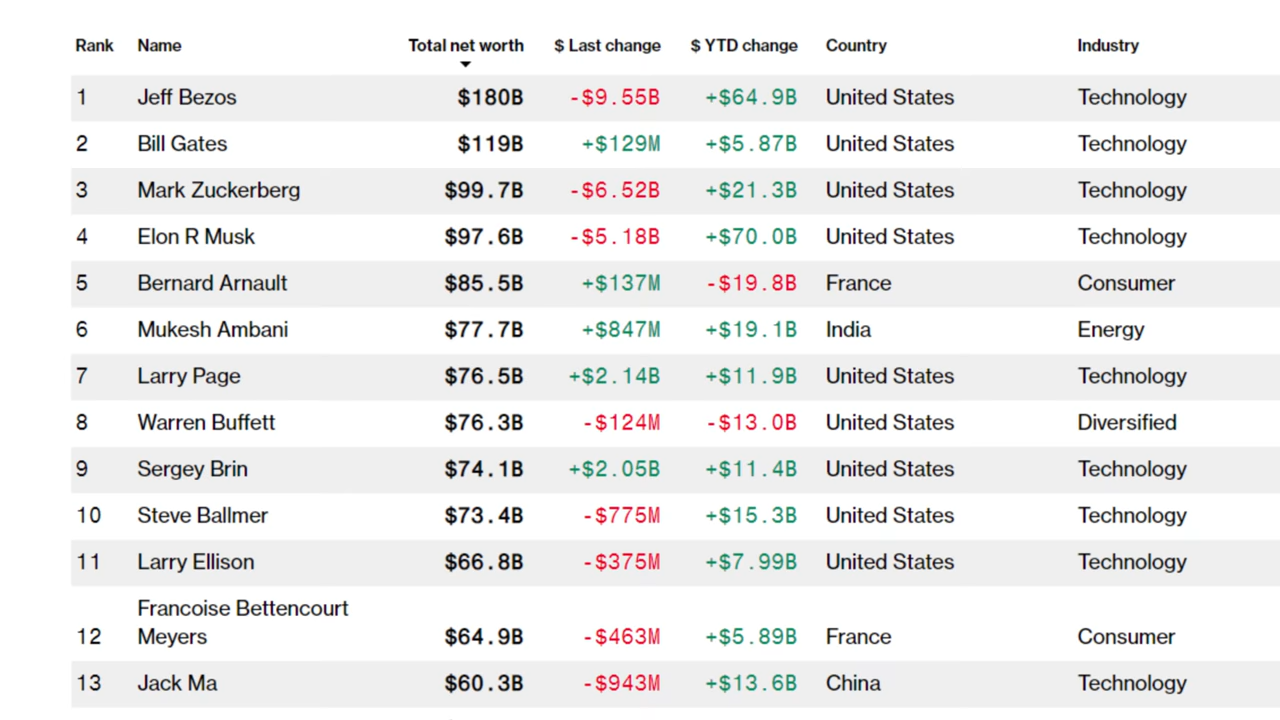 Rank Name Total net worth $ Last change $ YTD change Country Industry
1 Jeff Bezos $180B -$9.55B +$64.9B United States Technology
2 Bill Gates $119B +$129M +$5.87B United States Technology
3 Mark Zuckerberg $99.7B -$6.52B +$21.3B United States Technology
4 Elon R Musk $97.6B -$5.18B +$70.0B United States Technology
5 Bernard Arnault $85.5B +$137M -$19.8B France Consumer
6 Mukesh Ambani $77.7B +$847M +$19.1B India Energy
7 Larry Page $76.5B +$2.14B +$11.9B United States Technology
8 Warren Buffett $76.3B -$124M -$13.0B United States Diversified
9 Sergey Brin $74.1B +$2.05B +$11.4B United States Technology
10 Steve Ballmer $73.4B -$775M +$15.3B United States Technology
11 Larry Ellison $66.8B -$375M +$7.99B United States Technology
Francoise Bettencourt
12 Meyers $64.9B -$463M +$5.89B France Consumer
13 Jack Ma $60.3B -$943M +$13.6B China Technology